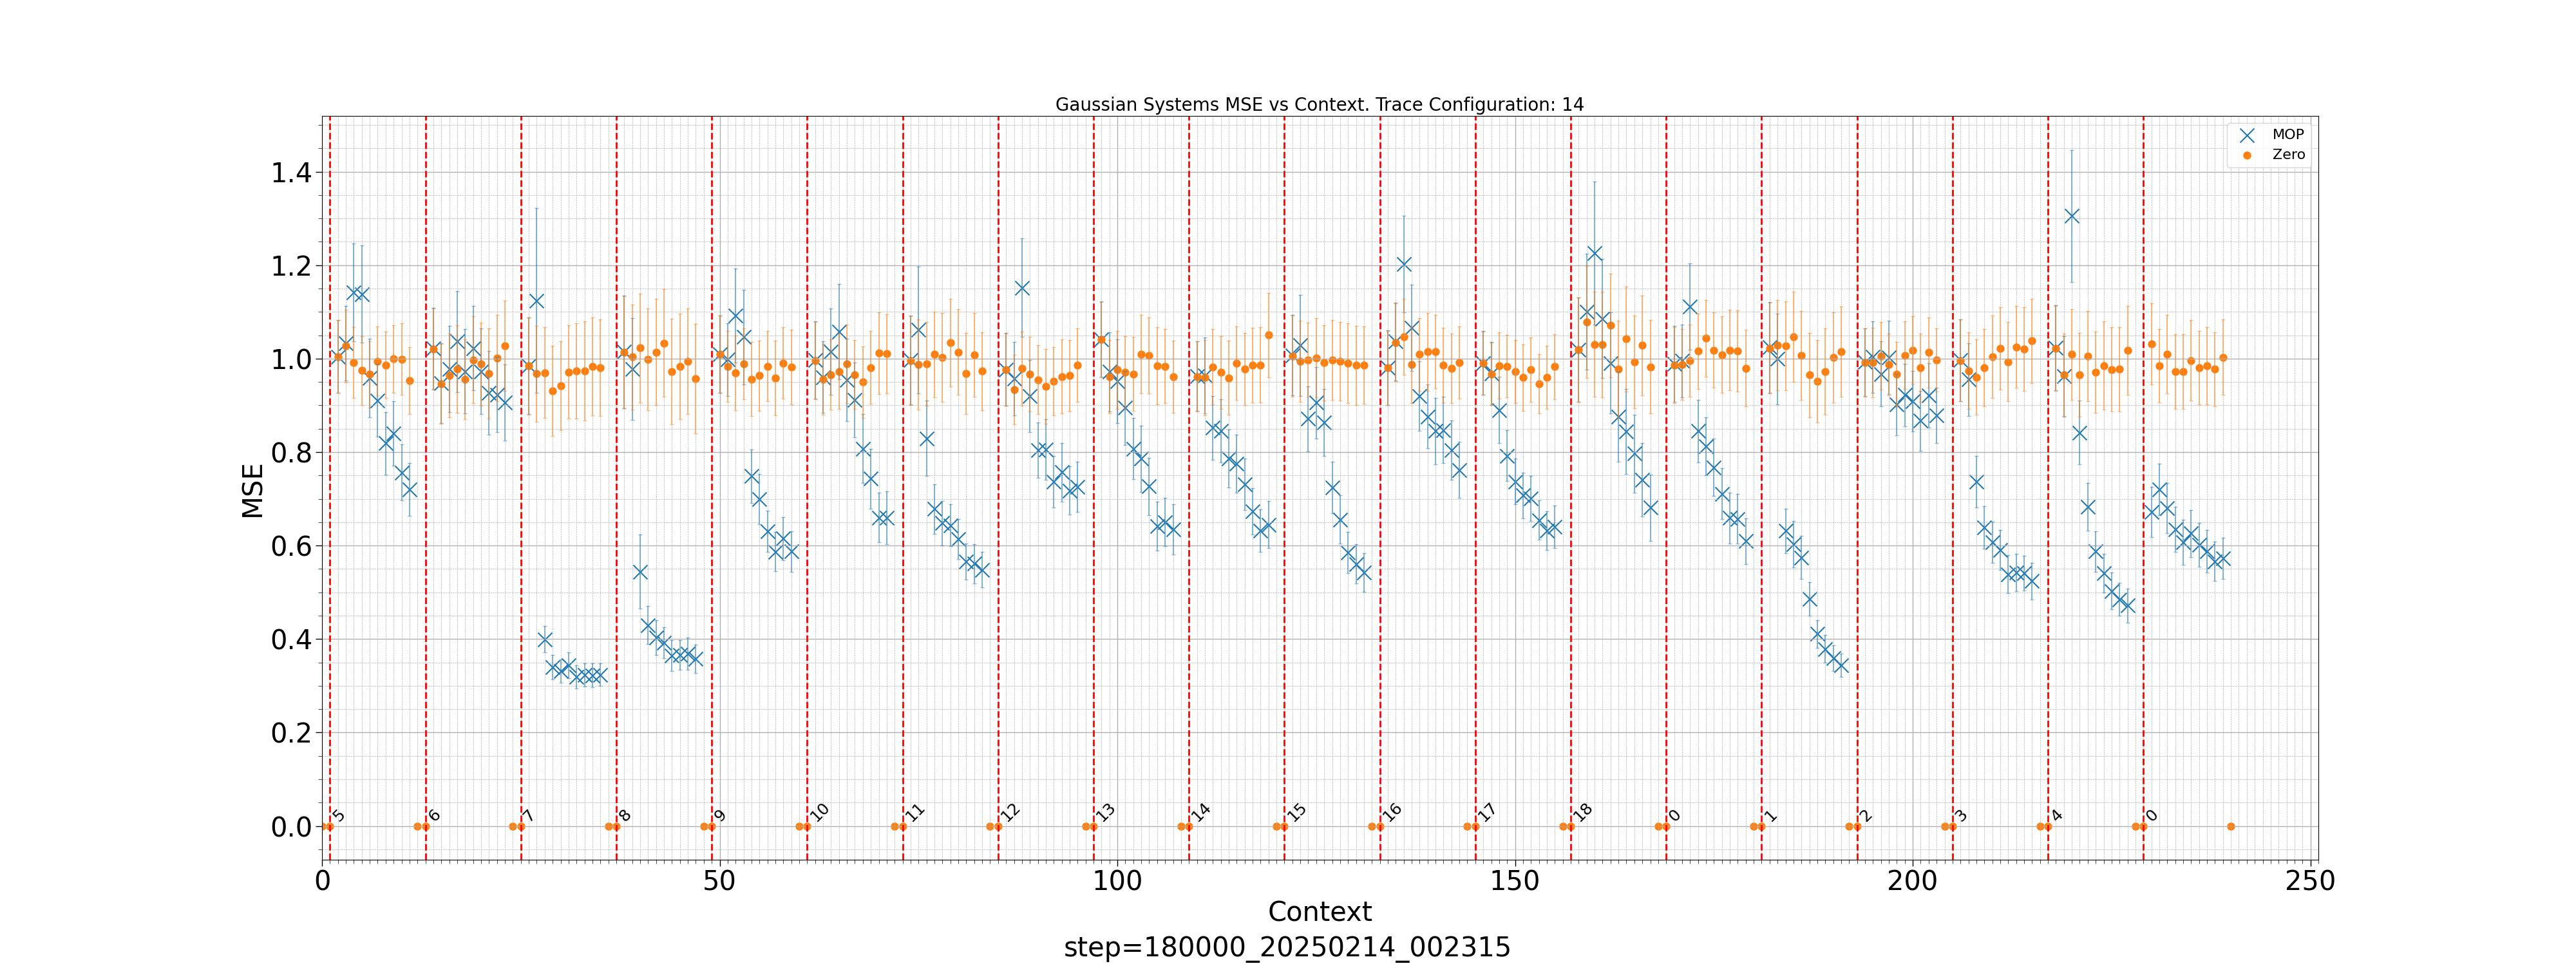 Gaussian Systems MSE vs Context. Trace Configuration: 14
MOP
Zero
MSE
1.4
1.2
1.0
0.8
0.6
0.4
0.2
0.0
5 6 7 8 9 10 11 12 13 14 15 16 17 18 0 1 2 3 4 0
0 50 100 150 200 250
Context
step=180000_20250214_002315